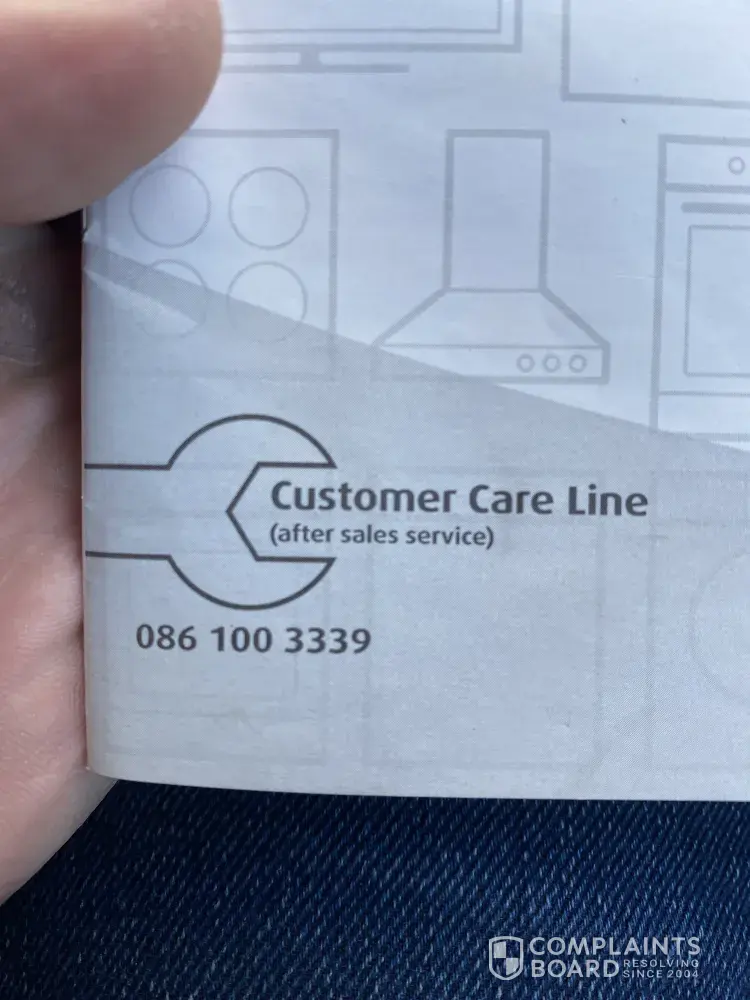 Customer Care Line
(after sales service)
086 100 3339
COMPLAINTS
BOARD RESOLVING
SINCE 2004